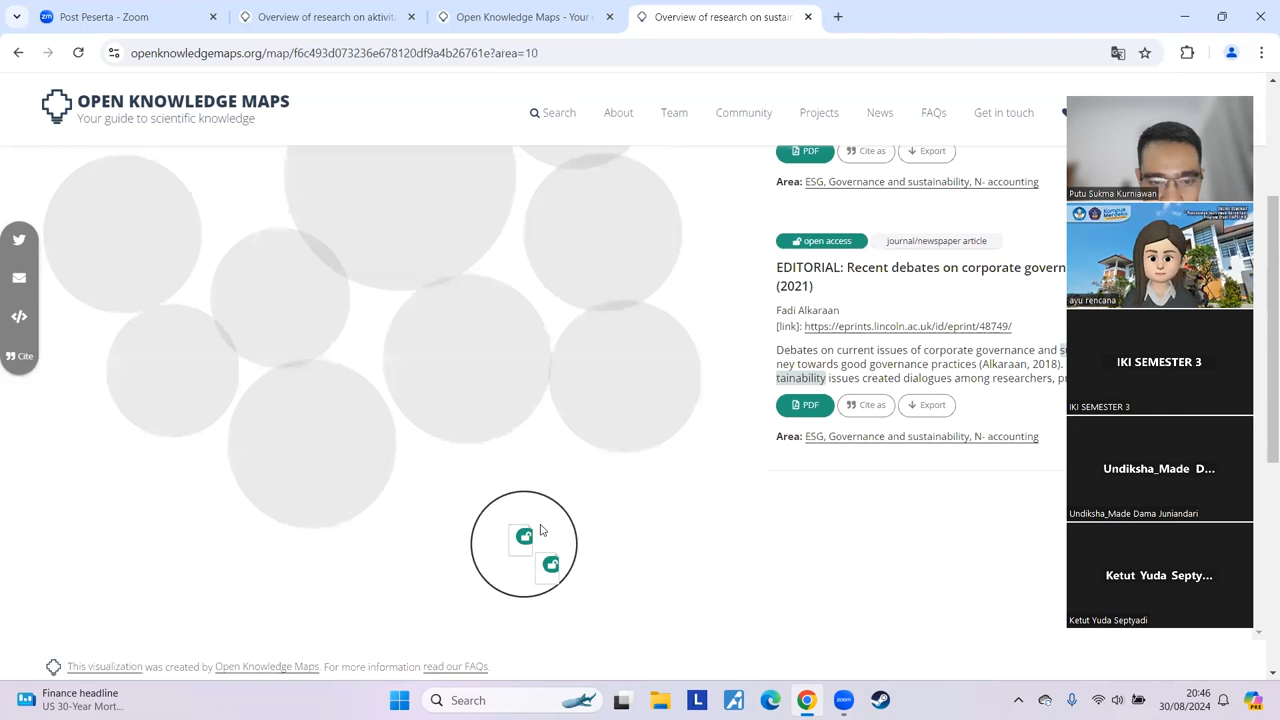 Post Peserta - Zoom
Overview of research on aktivita
Open Knowledge Maps - Your g
Overview of research on sustain
openknowledgemaps.org/map/f6c493d073236e678120df9a4b26761e?area=10
OPEN KNOWLEDGE MAPS
Your guide to scientific knowledge
Search
About
Team
Community
Projects
News
FAQs
Get in touch
Cite
PDF
Cite as
Export
Area: ESG, Governance and sustainability, N- accounting
open access
journal/newspaper article
EDITORIAL: Recent debates on corporate govern
(2021)
Fadi Alkaraan
[link]: https://eprints.lincoln.ac.uk/id/eprint/48749/
Debates on current issues of corporate governance and s
ney towards good governance practices (Alkaraan, 2018).
tainability issues created dialogues among researchers, pr
PDF
Cite as
Export
Area: ESG, Governance and sustainability, N- accounting
Putu Sukma Kurniawan
ayu rencana
IKI SEMESTER 3
IKI SEMESTER 3
Undiksha_Made D...
Undiksha_Made Dama Juniandari
Ketut Yuda Septy...
Ketut Yuda Septyadi
This visualization was created by Open Knowledge Maps. For more information read our FAQs.
Finance headline
US 30-Year Mo...
Search
20:46
30/08/2024